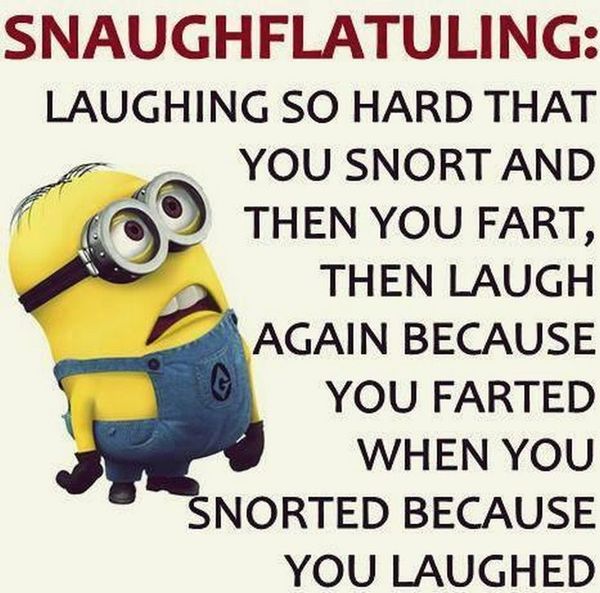 SNAUGHFLATULING:
LAUGHING SO HARD THAT
YOU SNORT AND
THEN YOU FART,
THEN LAUGH
AGAIN BECAUSE
YOU FARTED
WHEN YOU
SNORTED BECAUSE
YOU LAUGHED